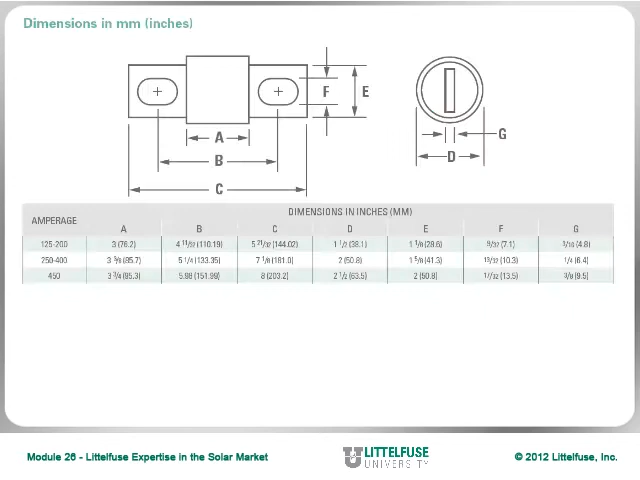 Dimensions in mm (inches)
F
E
A
B
C
G
D
AMPERAGE
DIMENSIONS IN INCHES (MM)
A B C D E F G
125-200 3 (76.2) 4 11/32 (110.19) 5 21/32 (144.02) 1 1/2 (38.1) 1 1/8 (28.6) 9/32 (7.1) 3/16 (4.8)
250-400 3 3/8 (85.7) 5 1/4 (133.35) 7 1/8 (181.0) 2 (50.8) 1 5/8 (41.3) 13/32 (10.3) 1/4 (6.4)
450 3 3/4 (95.3) 5.98 (151.99) 8 (203.2) 2 1/2 (63.5) 2 (50.8) 17/32 (13.5) 3/8 (9.5)
Module 26 - Littelfuse Expertise in the Solar Market
LITTELFUSE
UNIVERSITY
© 2012 Littelfuse, Inc.